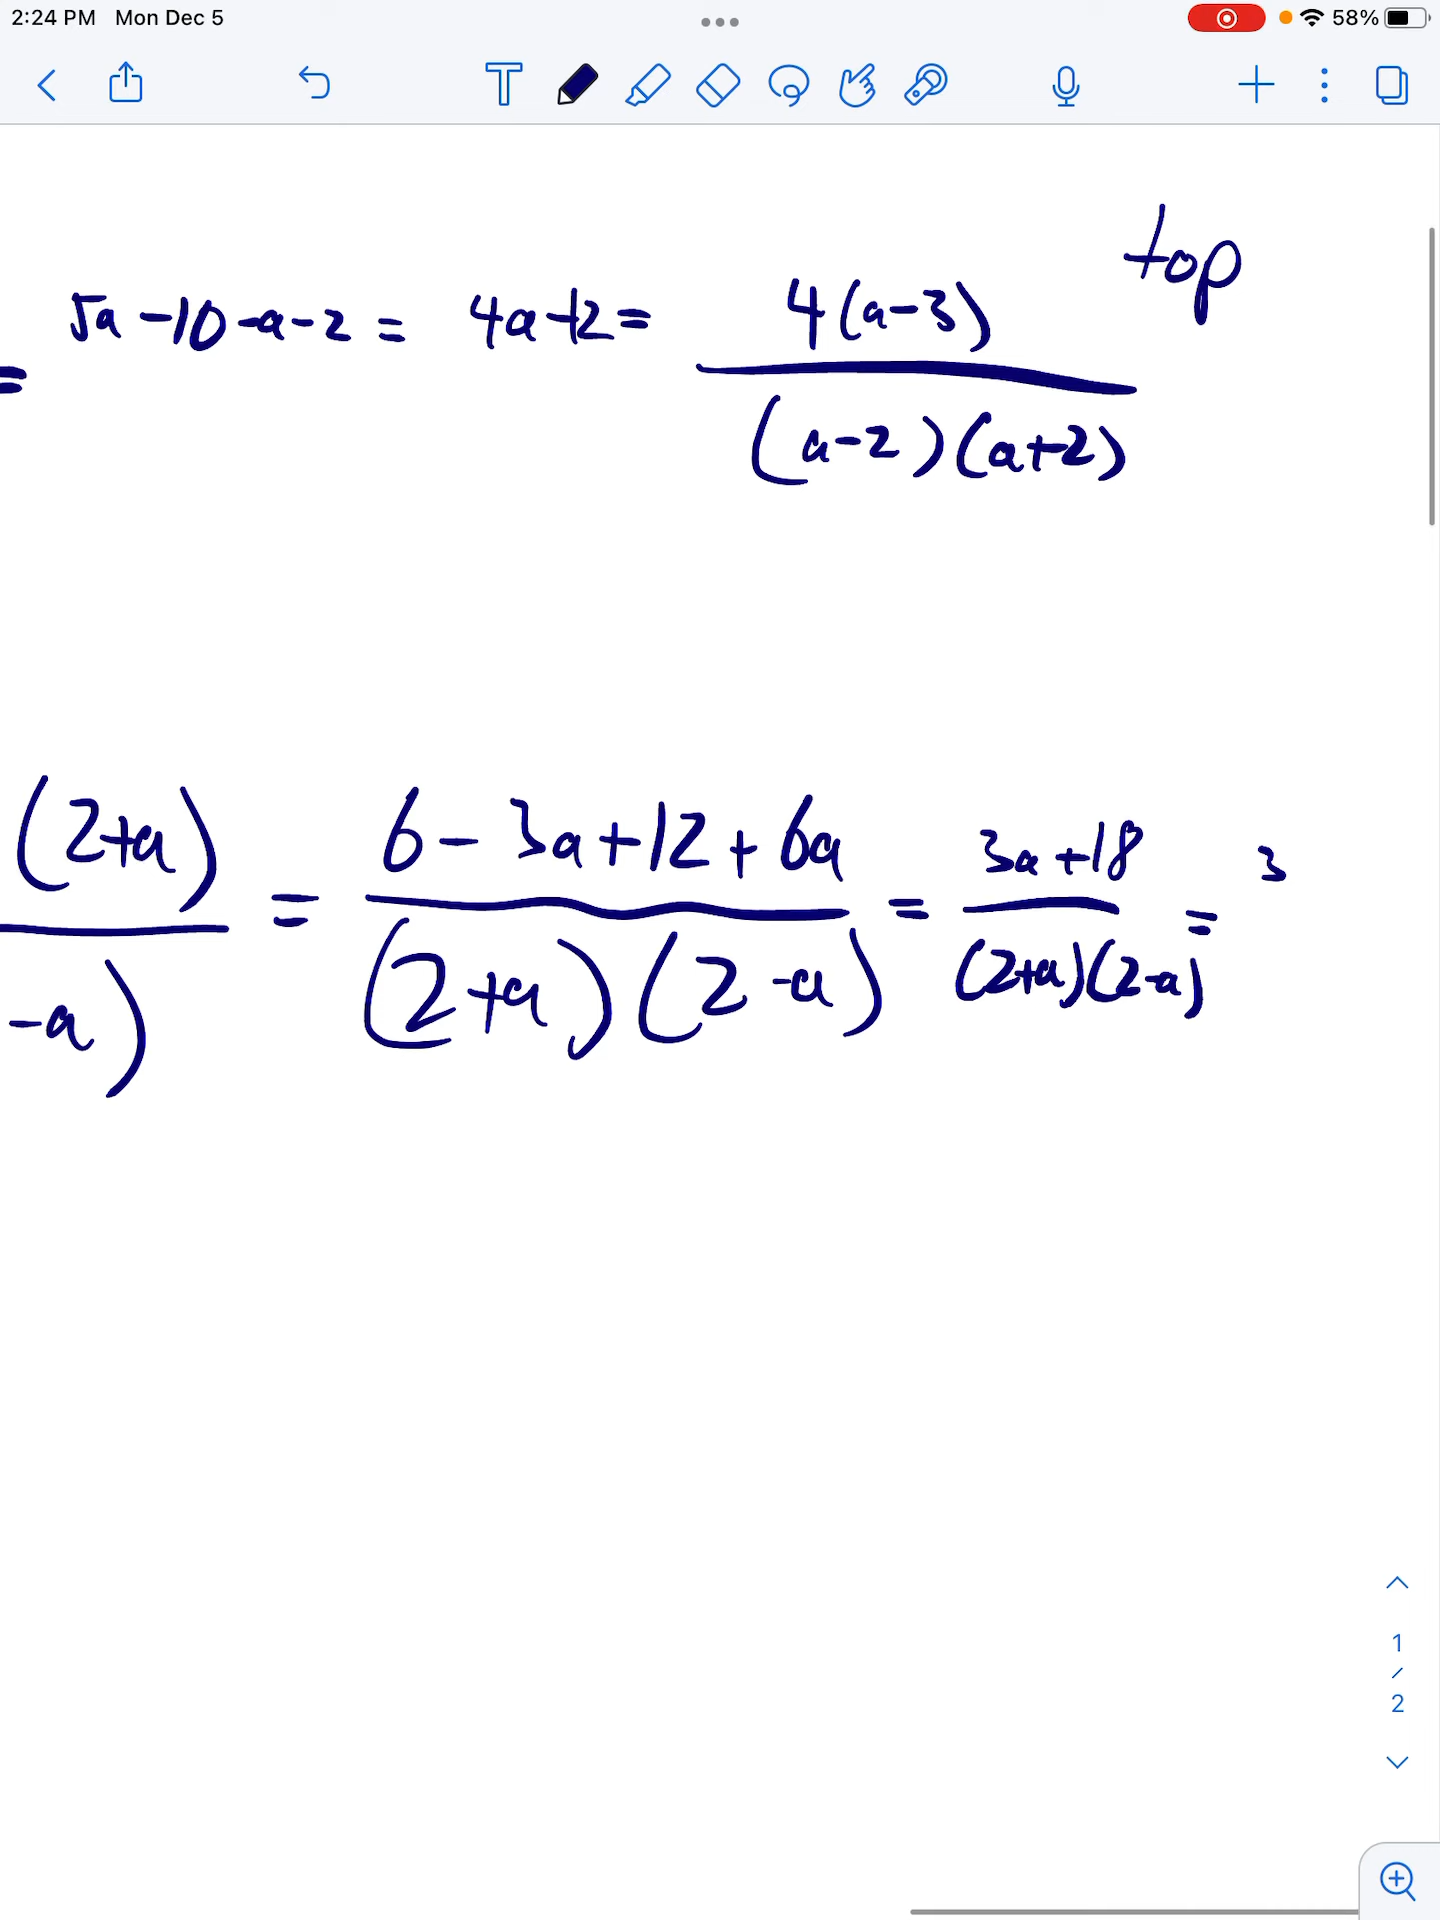 2:24 PM Mon Dec 5 58%
T
top
= 5a -10 -a -2 = 4a-12 = 4(a-3)
(a-2)(a+2)
(2+a) = 6 - 3a + 12 + 6a = 3a + 18 = 3
-a) (2+a)(2-a) (2+a)(2-a)
1
/
2